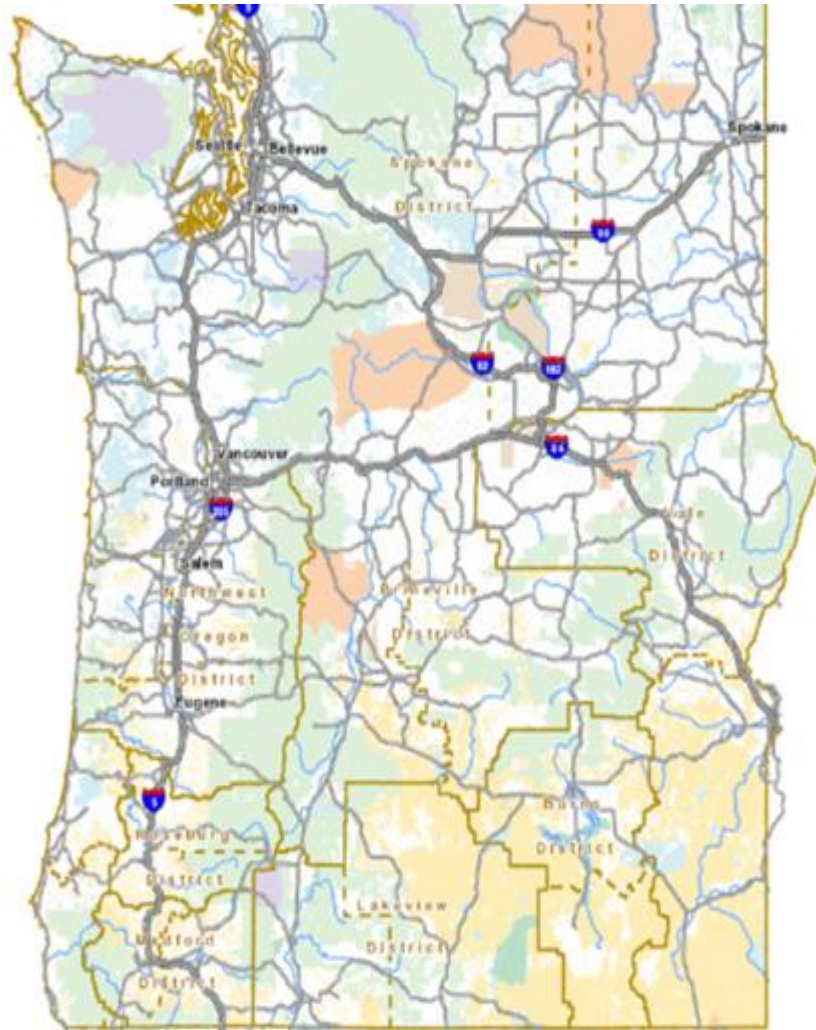 Spokane
Seattle
Bellevue
Spokane
District
Tacoma
90
82
182
84
Vancouver
Portland
205
Vale
District
Salem
Northwest
Oregon
District
Prineville
District
Eugene
5
Roseburg
District
Burns
District
Lakeview
District
Medford
District